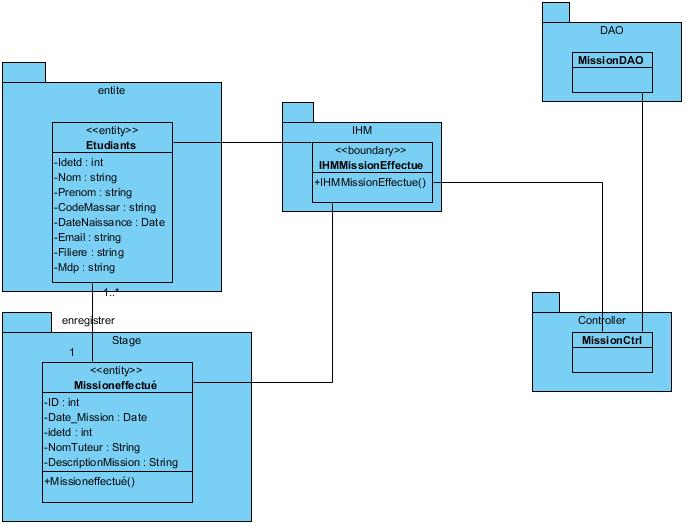 entite
<<entity>>
Etudiants
-Idetd : int
-Nom : string
-Prenom : string
-CodeMassar : string
-DateNaissance : Date
-Email : string
-Filiere : string
-Mdp : string
1..*
enregistrer
1
Stage
<<entity>>
Missioneffectué
-ID : int
-Date_Mission : Date
-idetd : int
-NomTuteur : String
-DescriptionMission : String
+Missioneffectué()
IHM
<<boundary>>
IHMMissionEffectue
+IHMMissionEffectue()
DAO
MissionDAO
Controller
MissionCtrl